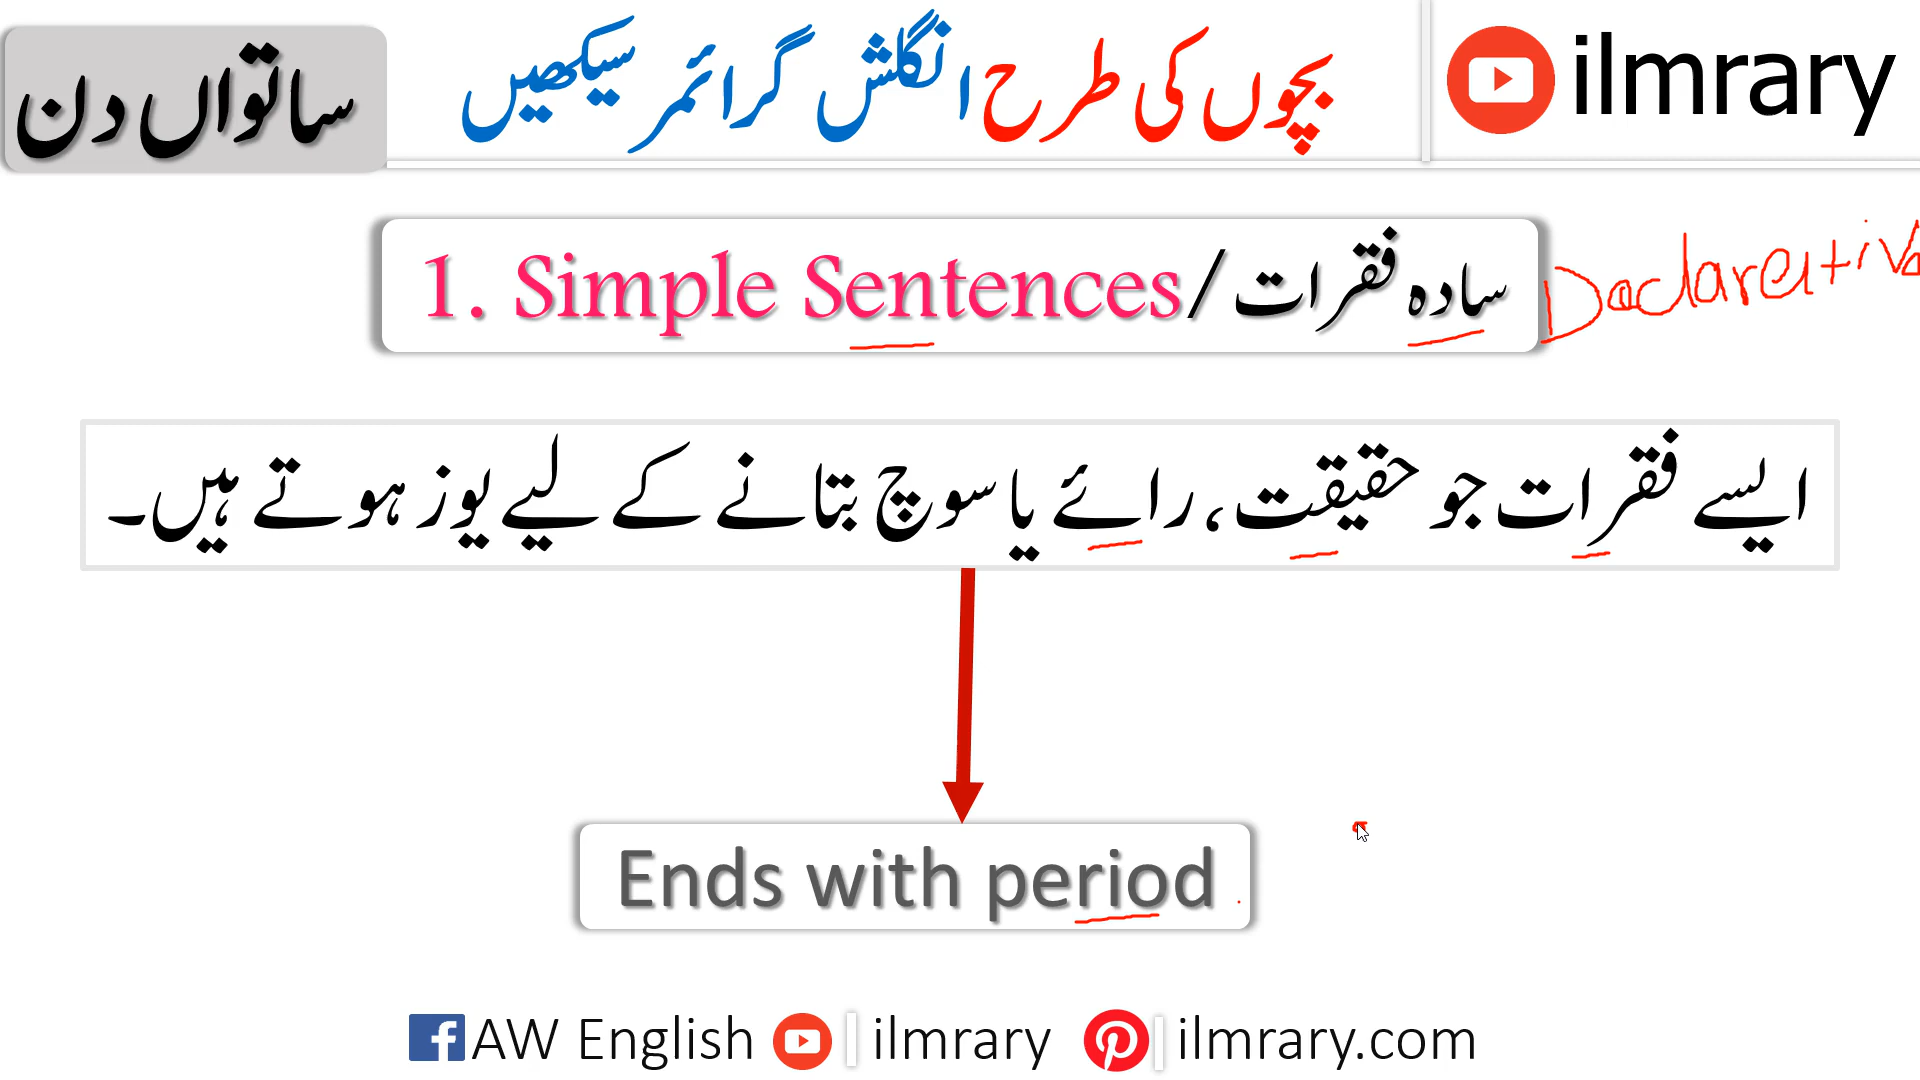 ساتواں دن
بچوں کی طرح انگلش گرائمر سیکھیں
ilmrary
1. Simple Sentences/سادہ فقرات
Declarative
ایسے فقرات جو حقیقت، رائے یا سوچ بتانے کے لیے یوز ہوتے ہیں۔
Ends with period .
AW English | ilmrary | ilmrary.com